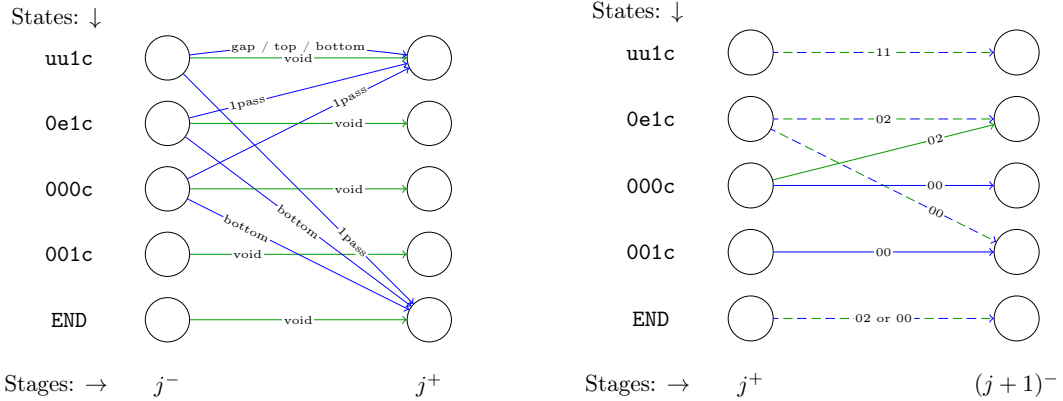 States: ↓
uu1c
gap / top / bottom
void
0e1c
1pass
1pass
void
000c
void
bottom
bottom
1pass
001c
void
END
void
Stages: →
j⁻
j⁺
States: ↓
uu1c
11
0e1c
02
02
000c
00
00
001c
00
END
02 or 00
Stages: →
j⁺
(j + 1)⁻